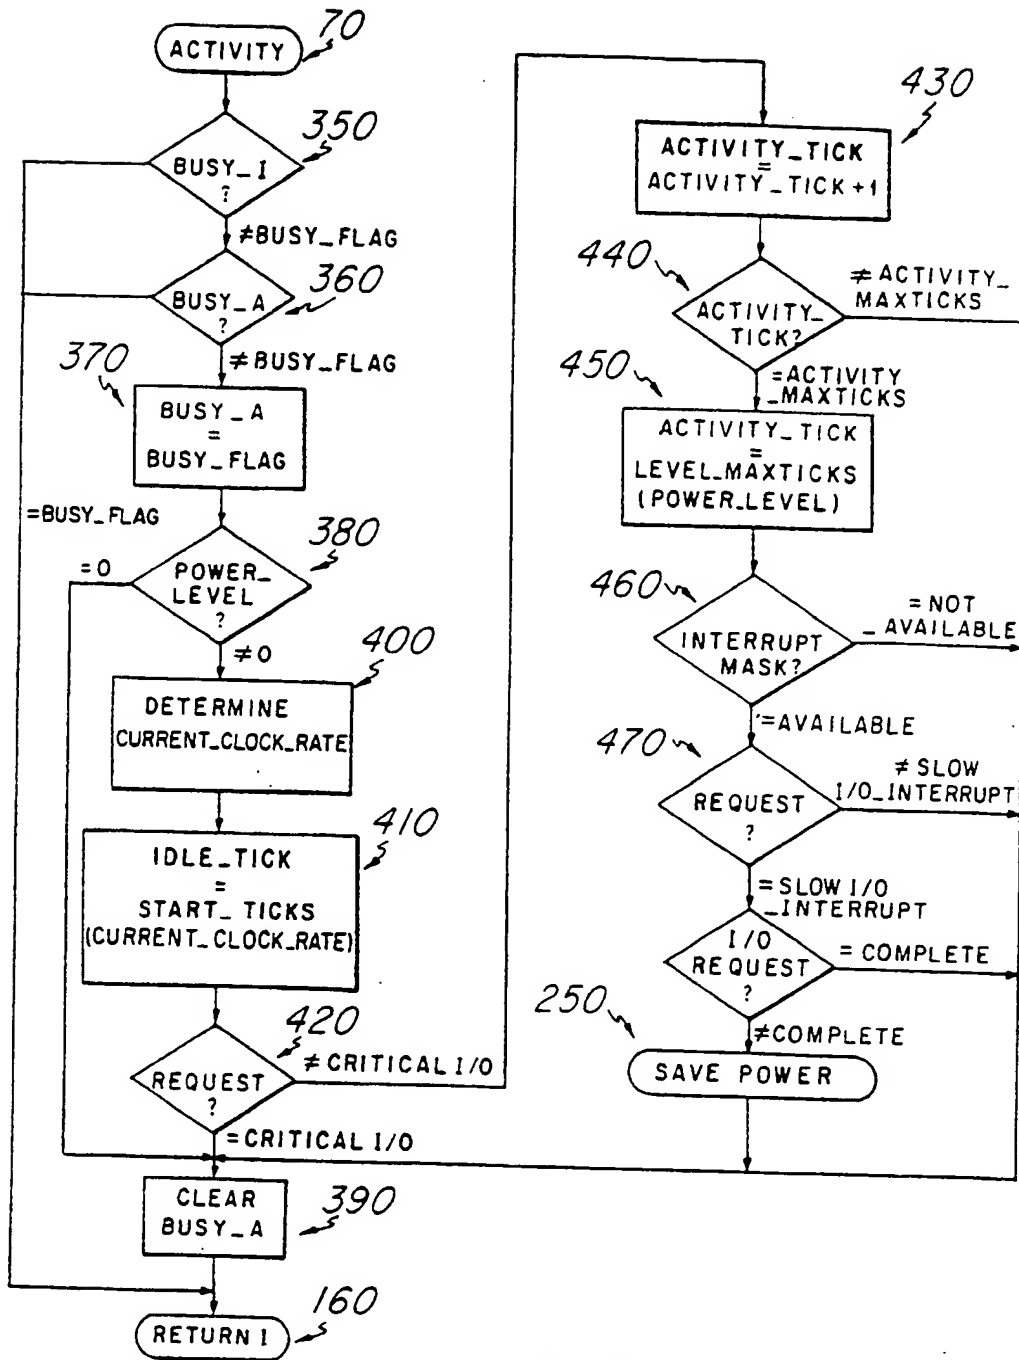 ACTIVITY
70
BUSY_I
?
350
≠BUSY_FLAG
BUSY_A
?
360
≠BUSY_FLAG
370
BUSY_A
=
BUSY_FLAG
=BUSY_FLAG
380
=0
POWER_
LEVEL
?
≠0
400
DETERMINE
CURRENT_CLOCK_RATE
410
IDLE_TICK
=
START_TICKS
(CURRENT_CLOCK_RATE)
420
REQUEST
?
≠CRITICAL I/O
=CRITICAL I/O
CLEAR
BUSY_A
390
RETURN I
160
430
ACTIVITY_TICK
=
ACTIVITY_TICK+1
440
ACTIVITY_
TICK?
≠ ACTIVITY_
MAXTICKS
=ACTIVITY
_MAXTICKS
450
ACTIVITY_TICK
=
LEVEL_MAXTICKS
(POWER_LEVEL)
460
INTERRUPT
MASK?
=NOT
_AVAILABLE
=AVAILABLE
470
REQUEST
?
≠ SLOW
I/O_INTERRUPT
=SLOW I/O
_INTERRUPT
I/O
REQUEST
?
=COMPLETE
≠COMPLETE
250
SAVE POWER